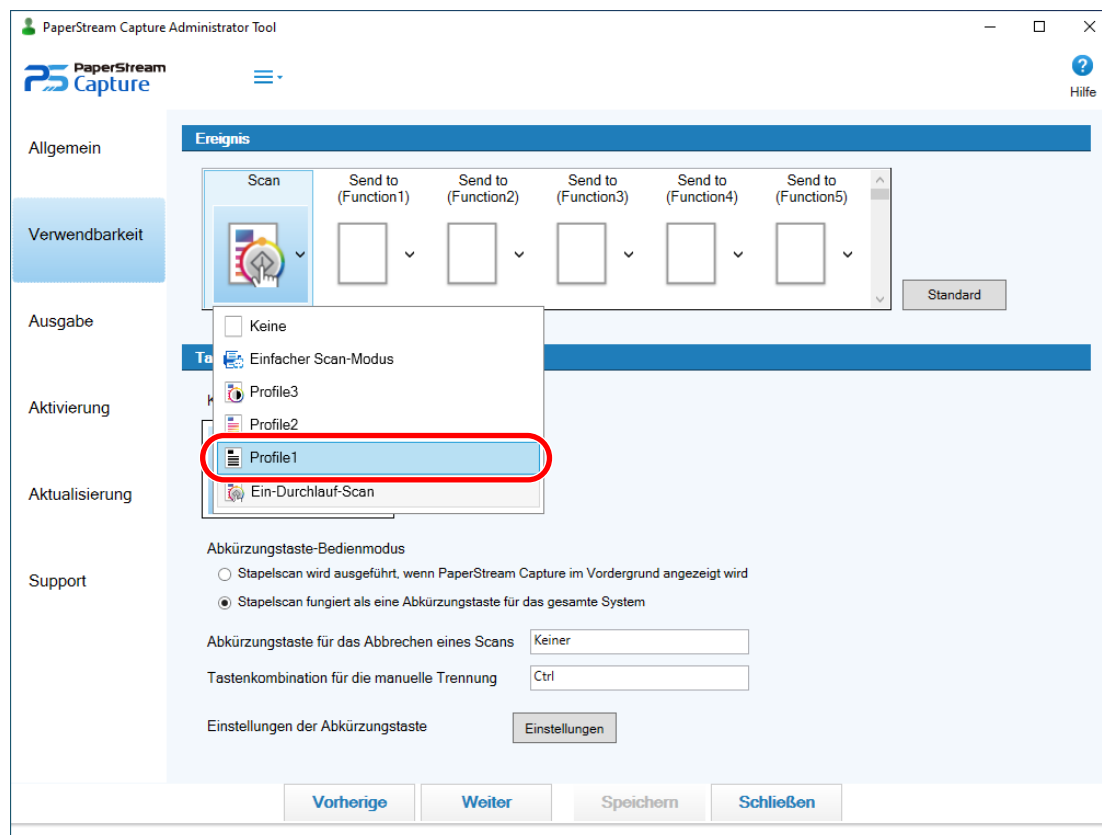 PaperStream Capture Administrator Tool
PaperStream
Capture
Hilfe
Allgemein
Verwendbarkeit
Ausgabe
Aktivierung
Aktualisierung
Support
Ereignis
Scan
Send to
(Function1)
Send to
(Function2)
Send to
(Function3)
Send to
(Function4)
Send to
(Function5)
Standard
Keine
Einfacher Scan-Modus
Profile3
Profile2
Profile1
Ein-Durchlauf-Scan
Abkürzungstaste-Bedienmodus
Stapelscan wird ausgeführt, wenn PaperStream Capture im Vordergrund angezeigt wird
Stapelscan fungiert als eine Abkürzungstaste für das gesamte System
Abkürzungstaste für das Abbrechen eines Scans Keiner
Tastenkombination für die manuelle Trennung Ctrl
Einstellungen der Abkürzungstaste Einstellungen
Vorherige Weiter Speichern Schließen